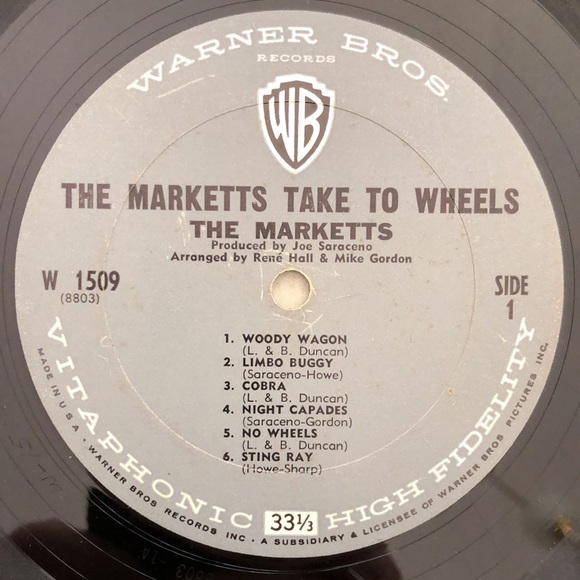 WARNER BROS.
RECORDS
WB
THE MARKETTS TAKE TO WHEELS
THE MARKETTS
Produced by Joe Saraceno
Arranged by René Hall & Mike Gordon
W 1509
(8803)
SIDE
1
1. WOODY WAGON
(L. & B. Duncan)
2. LIMBO BUGGY
(Saraceno-Howe)
3. COBRA
(L. & B. Duncan)
4. NIGHT CAPADES
(Saraceno-Gordon)
5. NO WHEELS
(L. & B. Duncan)
6. STING RAY
(Howe-Sharp)
VITAPHONIC HIGH FIDELITY
33⅓
MADE IN U.S.A. • WARNER BROS RECORDS INC • A SUBSIDIARY & LICENSEE OF WARNER BROS PICTURES INC.